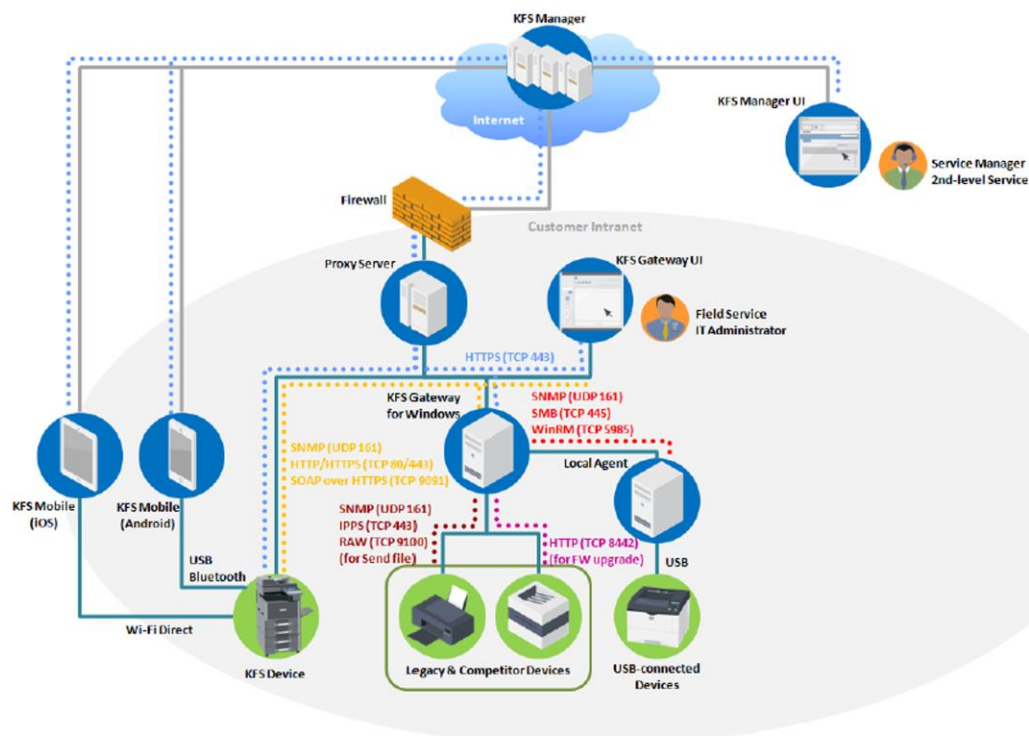 KFS Manager
Internet
KFS Manager UI
Service Manager
2nd-level Service
Firewall
Customer Intranet
Proxy Server
KFS Gateway UI
Field Service
IT Administrator
HTTPS (TCP 443)
KFS Gateway
for Windows
SNMP (UDP 161)
SMB (TCP 445)
WinRM (TCP 5985)
SNMP (UDP 161)
HTTP/HTTPS (TCP 80/443)
SOAP over HTTPS (TCP 9091)
Local Agent
KFS Mobile
(iOS)
KFS Mobile
(Android)
SNMP (UDP 161)
IPPS (TCP 443)
RAW (TCP 9100)
(for Send file)
HTTP (TCP 8442)
(for FW upgrade)
USB
USB
Bluetooth
Wi-Fi Direct
KFS Device
Legacy & Competitor Devices
USB-connected
Devices